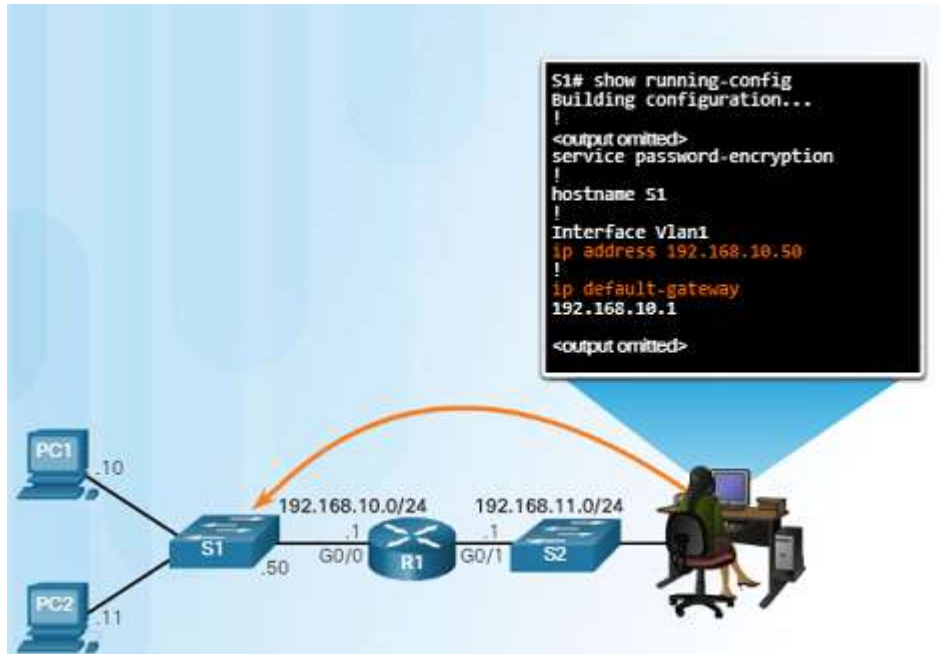 S1# show running-config
Building configuration...
!
<output omitted>
service password-encryption
!
hostname S1
!
Interface Vlan1
ip address 192.168.10.50
!
ip default-gateway
192.168.10.1
<output omitted>
PC1
.10
192.168.10.0/24
192.168.11.0/24
.1
.1
S1
G0/0
R1
G0/1
S2
.50
PC2
.11